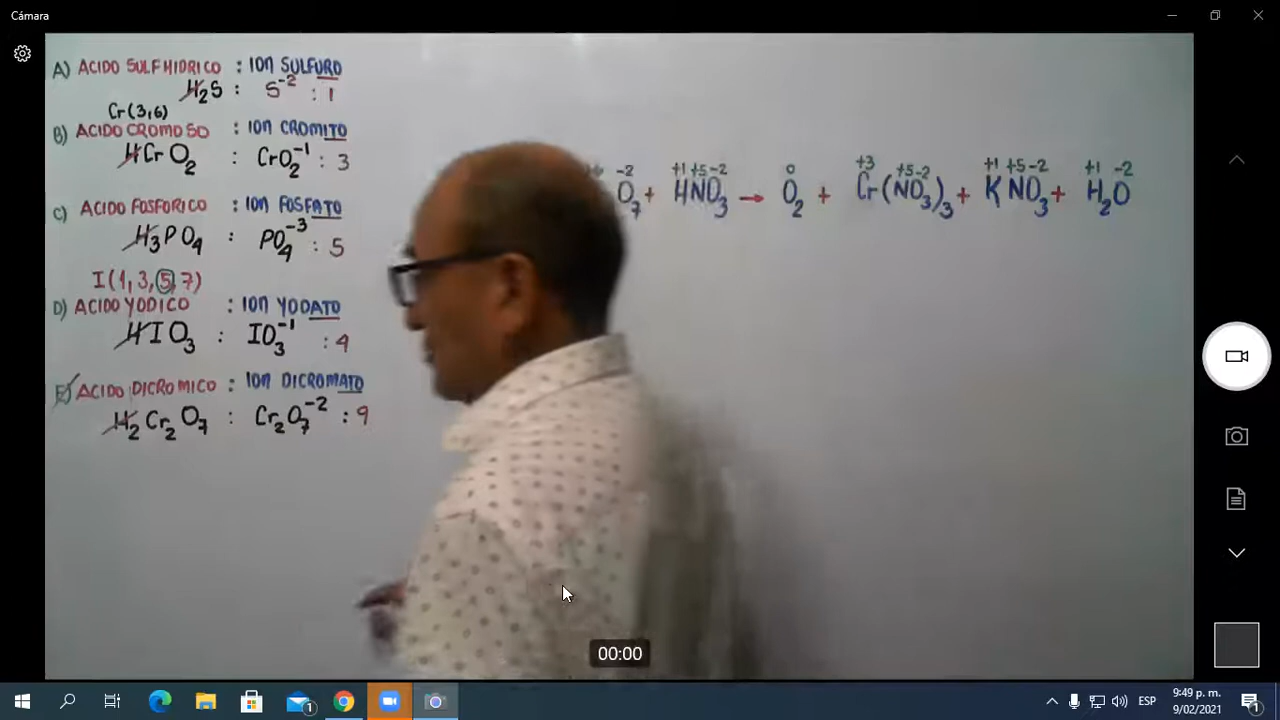 Cámara
A) ACIDO SULFHIDRICO : ION SULFURO
H₂S : S⁻² : 1
Cr(3,6)
B) ACIDO CROMOSO : ION CROMITO
HCrO₂ : CrO₂⁻¹ : 3
C) ACIDO FOSFORICO : ION FOSFATO
H₃PO₄ : PO₄⁻³ : 5
I(1,3,5,7)
D) ACIDO YODICO : ION YODATO
HIO₃ : IO₃⁻¹ : 4
E) ACIDO DICROMICO : ION DICROMATO
H₂Cr₂O₇ : Cr₂O₇⁻² : 9
-2 +1+5-2 0 +3 +5-2 +1 +5-2 +1 -2
O₇ + HNO₃ → O₂ + Cr(NO₃)₃ + KNO₃ + H₂O
00:00
1
ESP
9:49 p. m.
9/02/2021
1